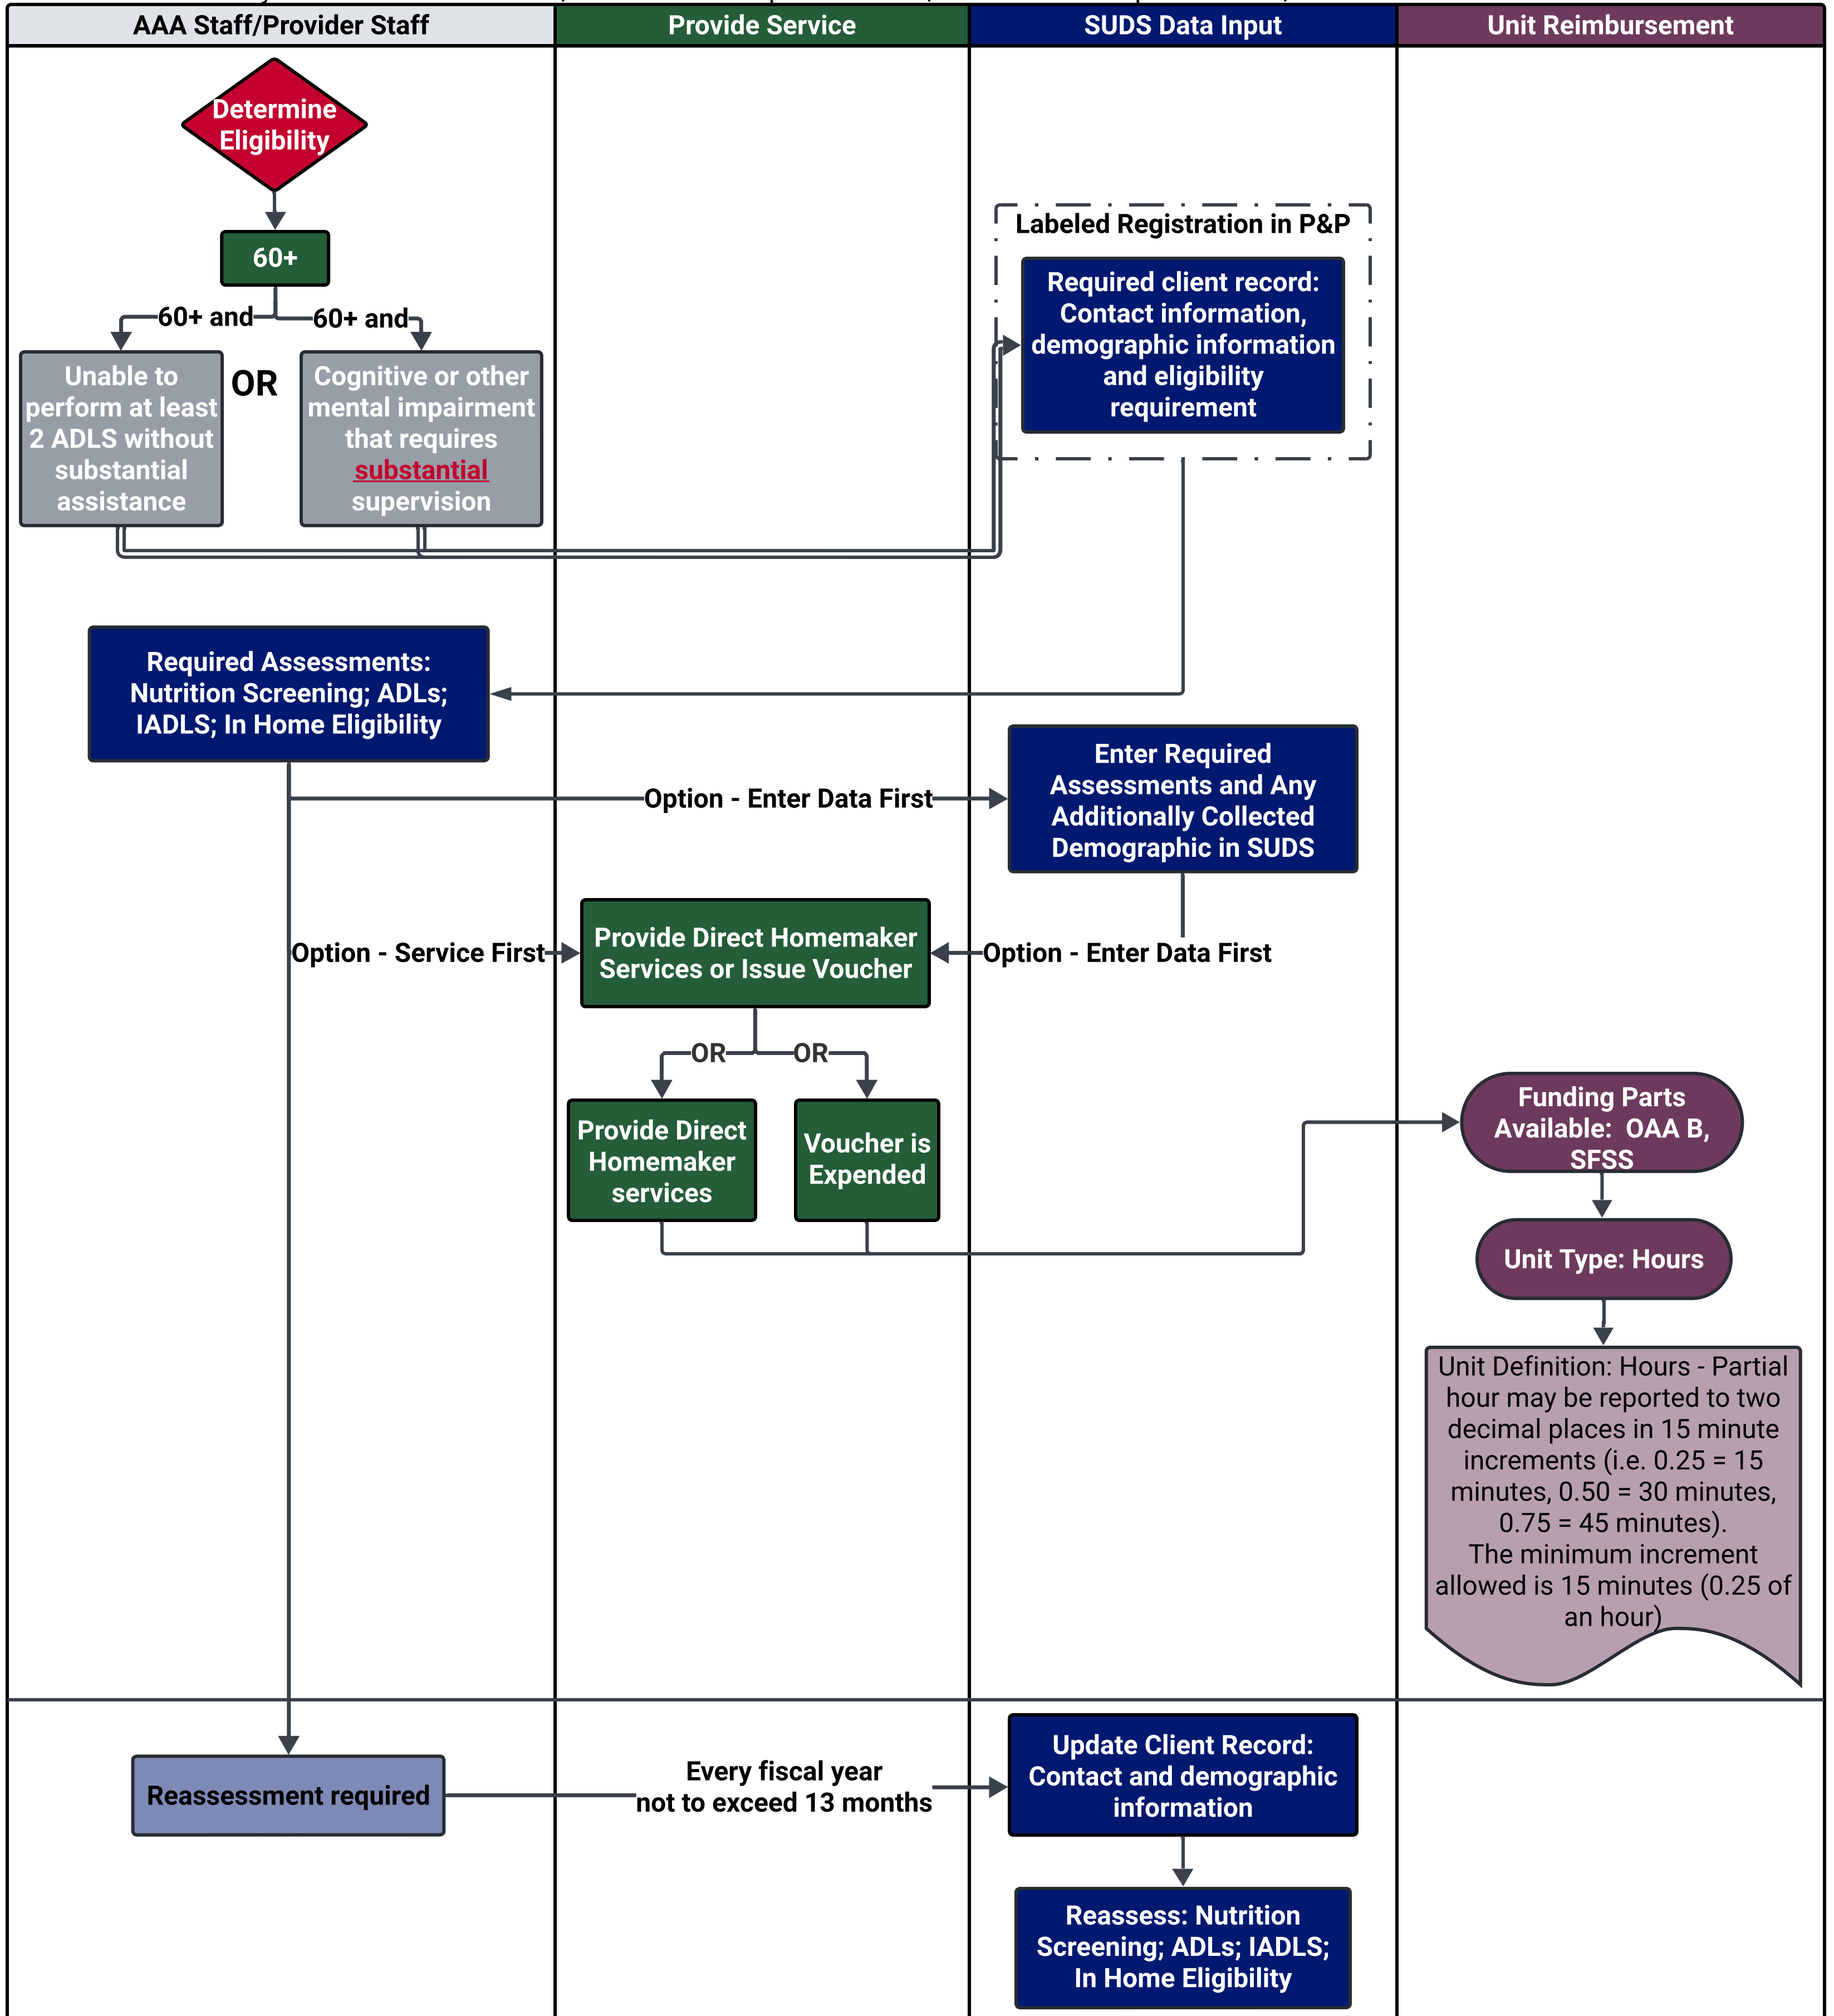 AAA Staff/Provider Staff
Provide Service
SUDS Data Input
Unit Reimbursement
Determine
Eligibility
60+
60+ and
60+ and
Unable to
perform at least
2 ADLS without
substantial
assistance
OR
Cognitive or other
mental impairment
that requires
substantial
supervision
Labeled Registration in P&P
Required client record:
Contact information,
demographic information
and eligibility
requirement
Required Assessments:
Nutrition Screening; ADLs;
IADLS; In Home Eligibility
Option - Enter Data First
Enter Required
Assessments and Any
Additionally Collected
Demographic in SUDS
Option - Service First
Provide Direct Homemaker
Services or Issue Voucher
Option - Enter Data First
OR
OR
Provide Direct
Homemaker
services
Voucher is
Expended
Funding Parts
Available: OAA B,
SFSS
Unit Type: Hours
Unit Definition: Hours - Partial
hour may be reported to two
decimal places in 15 minute
increments (i.e. 0.25 = 15
minutes, 0.50 = 30 minutes,
0.75 = 45 minutes).
The minimum increment
allowed is 15 minutes (0.25 of
an hour)
Reassessment required
Every fiscal year
not to exceed 13 months
Update Client Record:
Contact and demographic
information
Reassess: Nutrition
Screening; ADLs; IADLS;
In Home Eligibility